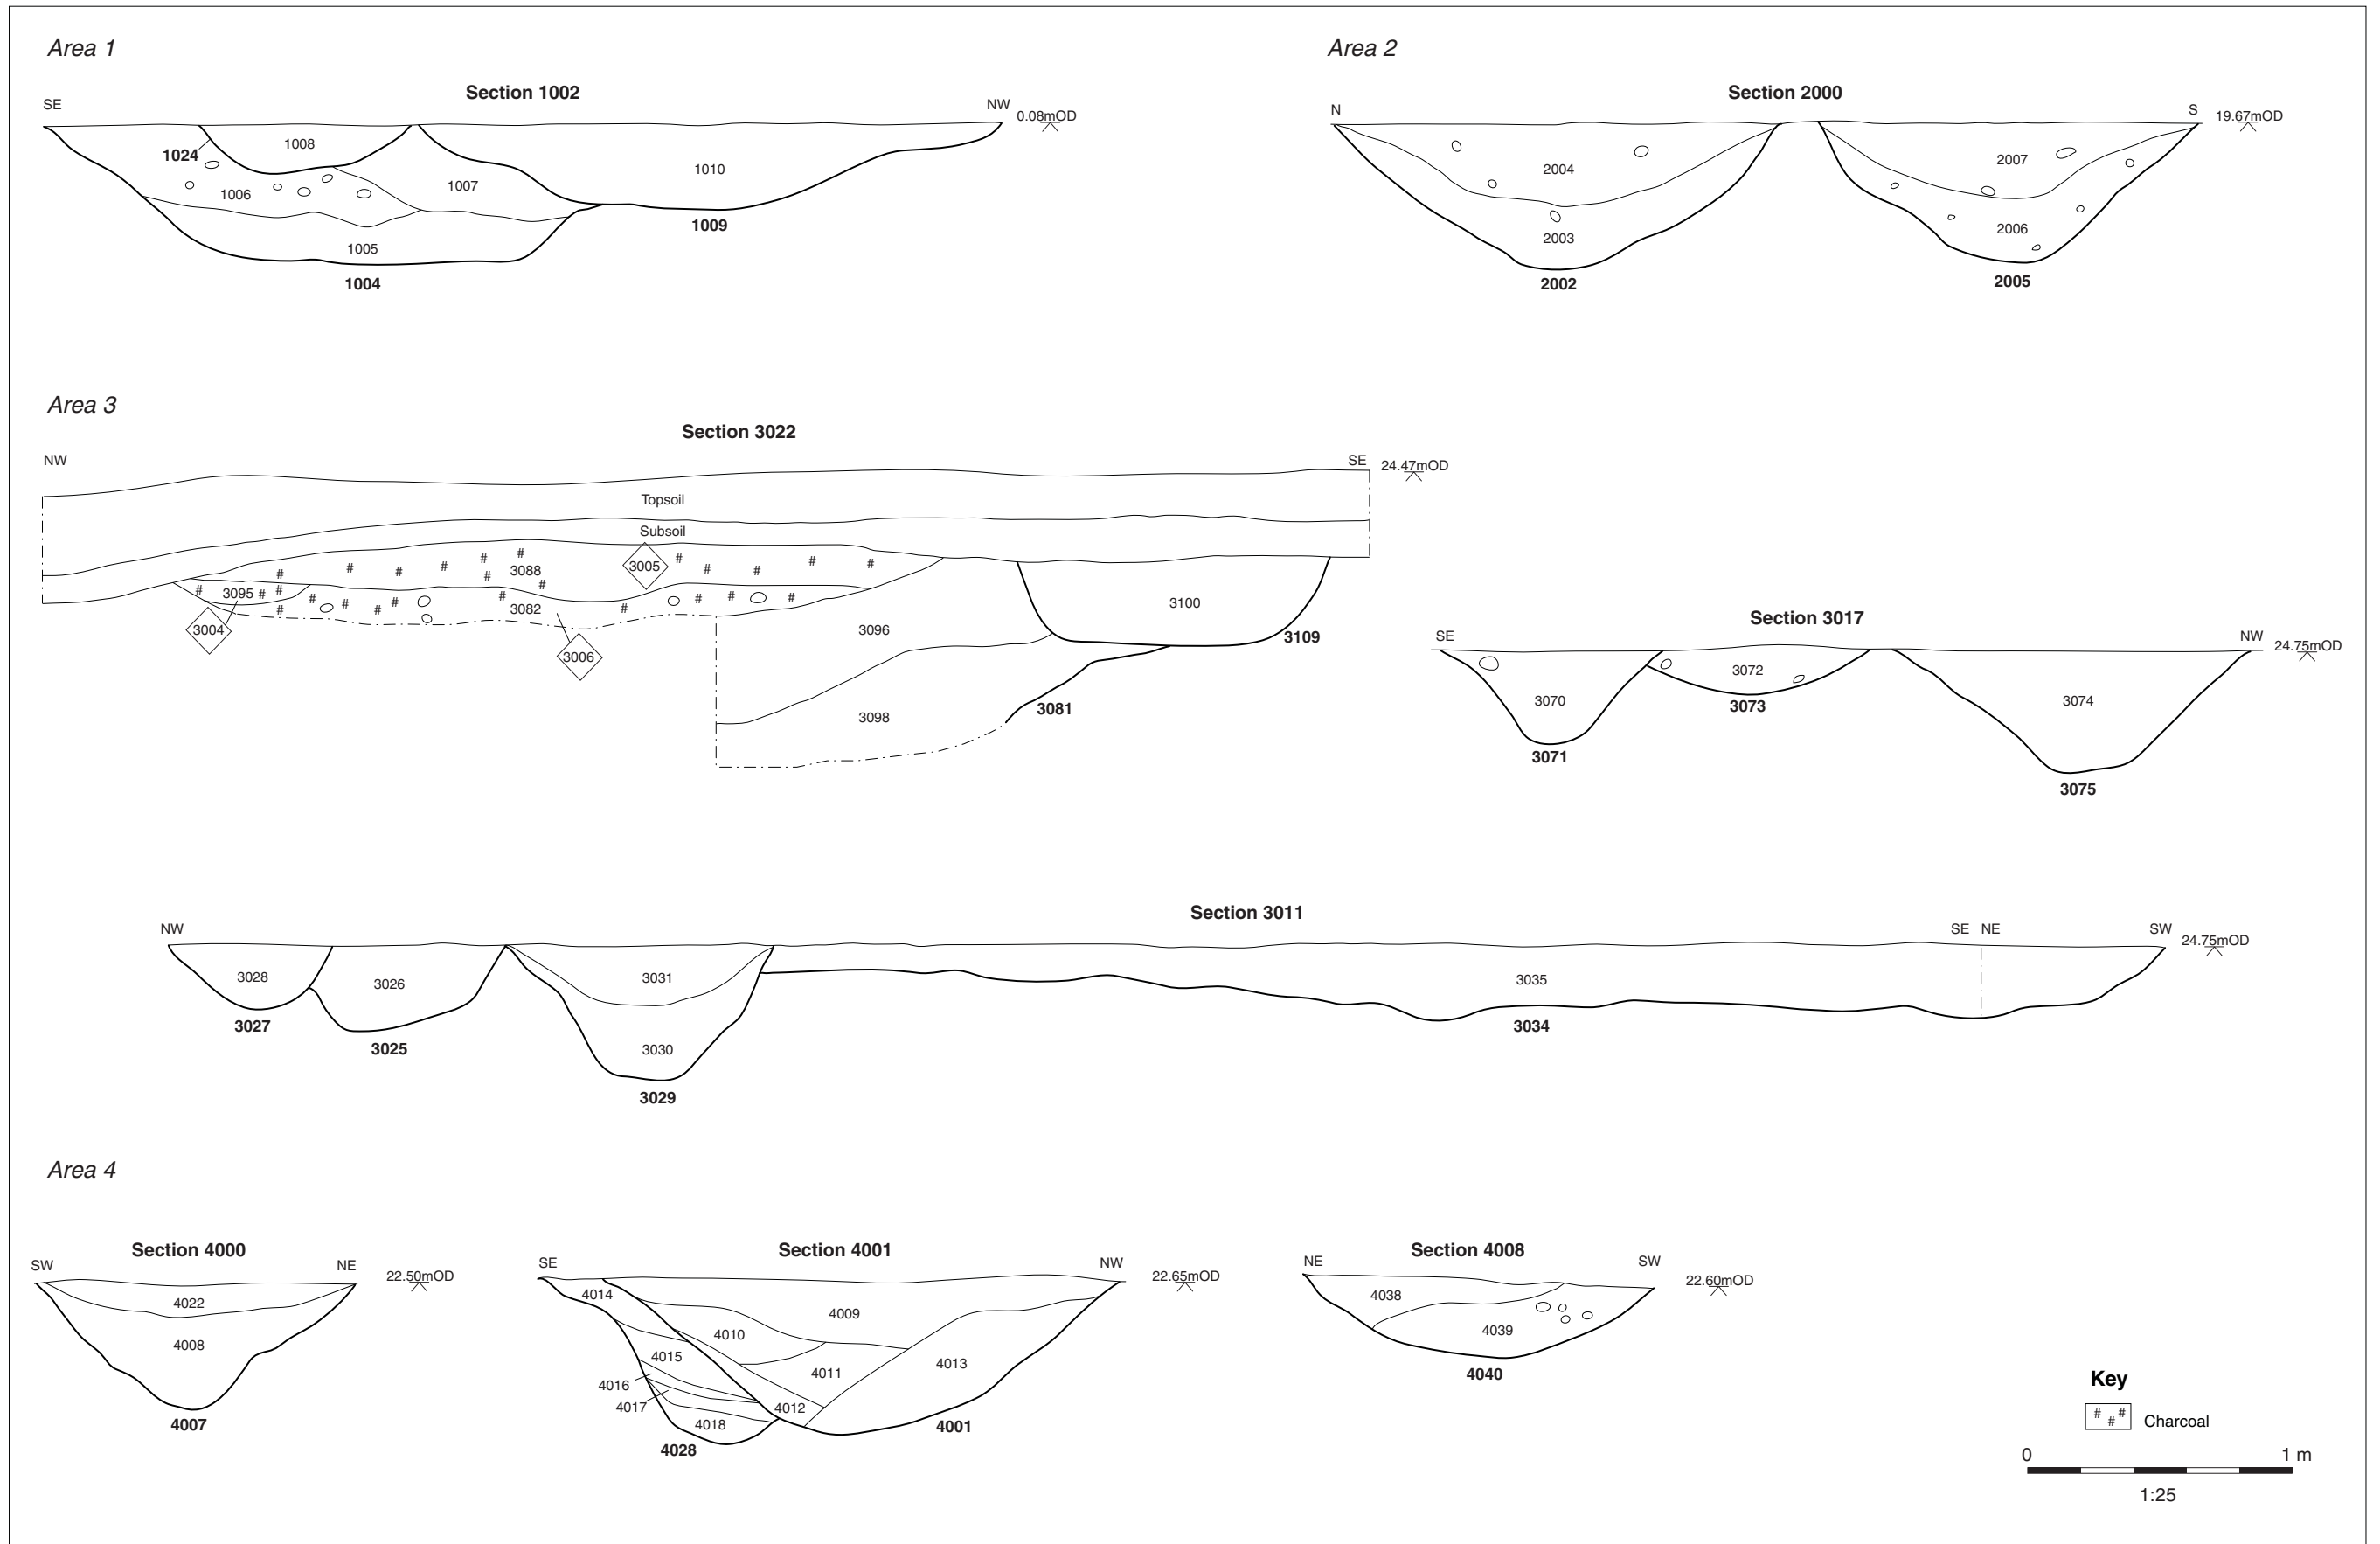 Area 1
Section 1002
SE
NW
0.08mOD
1024
1008
1006
1007
1010
1005
1009
1004
Area 2
Section 2000
N
S
19.67mOD
2004
2003
2002
2007
2006
2005
Area 3
Section 3022
NW
SE
24.47mOD
Topsoil
Subsoil
3088
3005
3095
3082
3004
3006
3096
3100
3109
3098
3081
Section 3017
SE
NW
24.75mOD
3070
3071
3072
3073
3074
3075
Section 3011
NW
SE NE
SW
24.75mOD
3028
3027
3026
3025
3031
3030
3029
3035
3034
Area 4
Section 4000
SW
NE
22.50mOD
4022
4008
4007
Section 4001
SE
NW
22.65mOD
4014
4009
4010
4015
4011
4013
4016
4017
4012
4018
4001
4028
Section 4008
NE
SW
22.60mOD
4038
4039
4040
Key
# # #
Charcoal
0 1 m
1:25